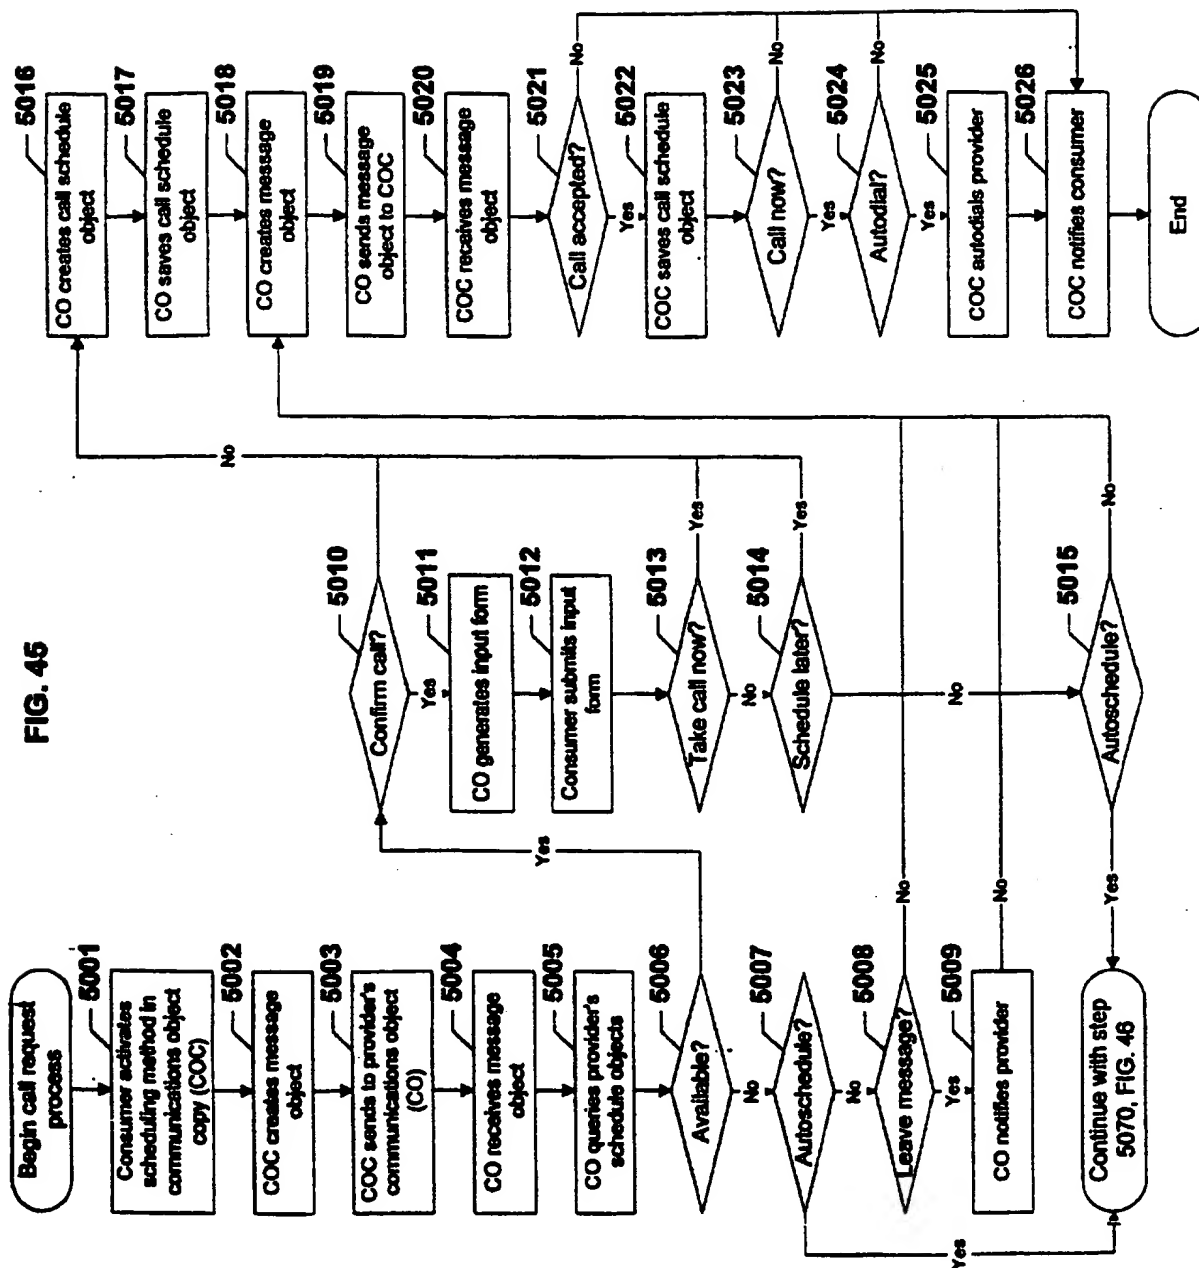 FIG. 45
Begin call request
process
5001
Consumer activates
scheduling method in
communications object
copy (COC)
5002
COC creates message
object
5003
COC sends to provider's
communications object
(CO)
5004
CO receives message
object
5005
CO queries provider's
schedule objects
5006
Available?
Yes
No
5007
Autoschedule?
Yes
No
5008
Leave message?
No
Yes
5009
CO notifies provider
No
Continue with step
5070, FIG. 46
5010
Confirm call?
No
Yes
5011
CO generates input form
5012
Consumer submits input
form
5013
Take call now?
Yes
No
5014
Schedule later?
Yes
No
5015
Autoschedule?
Yes
No
5016
CO creates call schedule
object
5017
CO saves call schedule
object
5018
CO creates message
object
5019
CO sends message
object to COC
5020
COC receives message
object
5021
Call accepted?
No
Yes
5022
COC saves call schedule
object
5023
Call now?
No
Yes
5024
Autodial?
No
Yes
5025
COC autodials provider
5026
COC notifies consumer
End